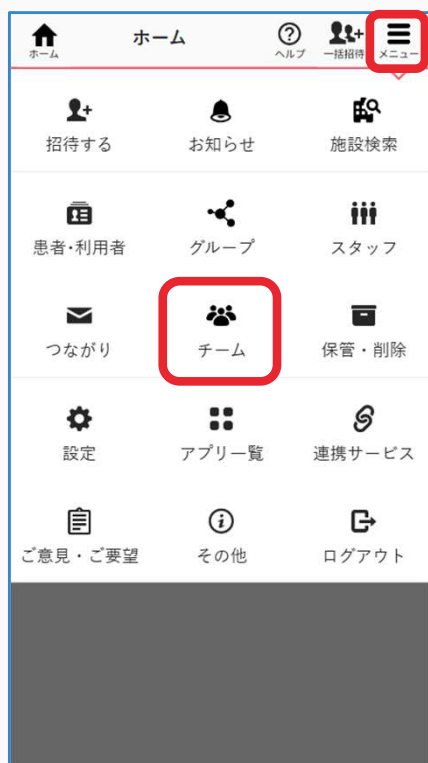 ホーム
ホーム
ヘルプ
一括招待
メニュー
招待する
お知らせ
施設検索
患者・利用者
グループ
スタッフ
つながり
チーム
保管・削除
設定
アプリ一覧
連携サービス
ご意見・ご要望
その他
ログアウト